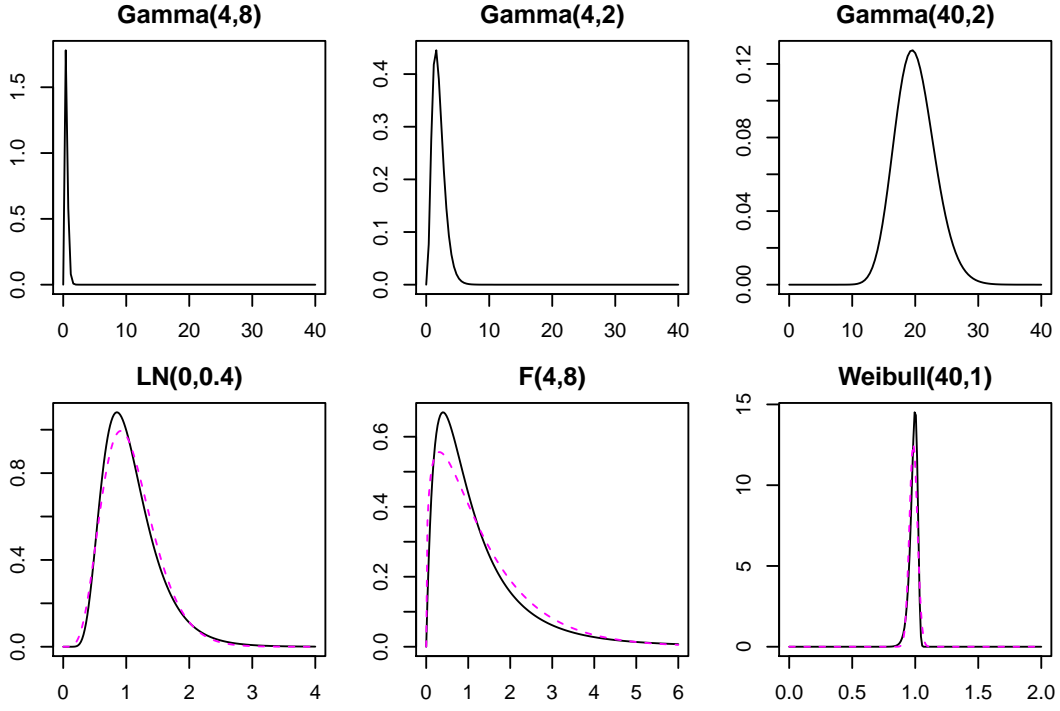 Gamma(4,8)
0.0 0.5 1.0 1.5
0 10 20 30 40
Gamma(4,2)
0.0 0.1 0.2 0.3 0.4
0 10 20 30 40
Gamma(40,2)
0.00 0.04 0.08 0.12
0 10 20 30 40
LN(0,0.4)
0.0 0.4 0.8
0 1 2 3 4
F(4,8)
0.0 0.2 0.4 0.6
0 1 2 3 4 5 6
Weibull(40,1)
0 5 10 15
0.0 0.5 1.0 1.5 2.0